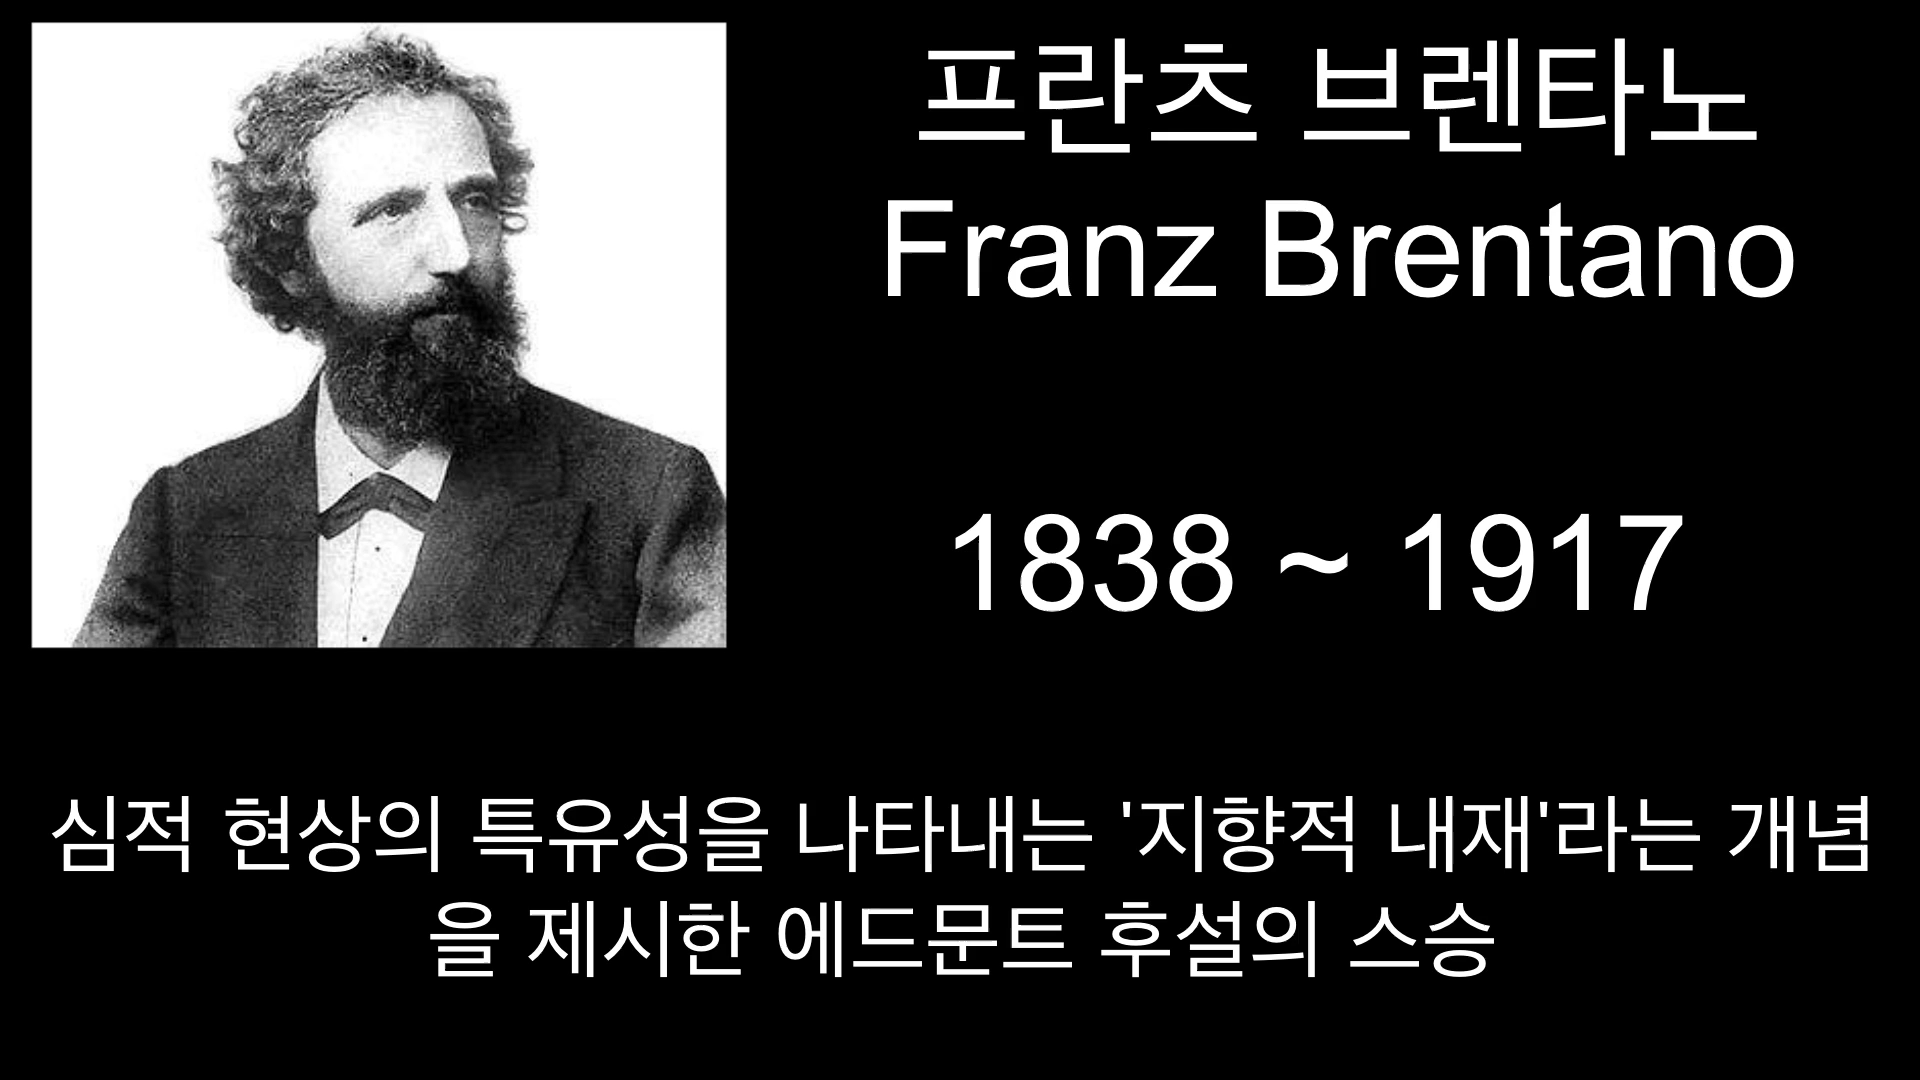 프란츠 브렌타노
Franz Brentano
1838 ~ 1917
심적 현상의 특유성을 나타내는 '지향적 내재'라는 개념
을 제시한 에드문트 후설의 스승